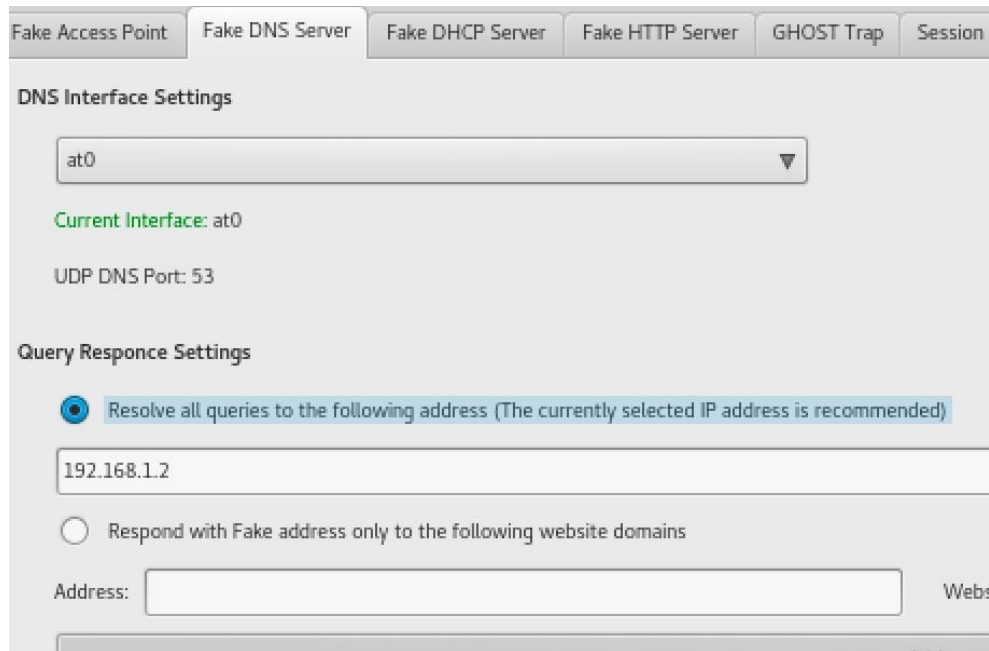 Fake Access Point Fake DNS Server Fake DHCP Server Fake HTTP Server GHOST Trap Session
DNS Interface Settings
at0
Current Interface: at0
UDP DNS Port: 53
Query Responce Settings
Resolve all queries to the following address (The currently selected IP address is recommended)
192.168.1.2
Respond with Fake address only to the following website domains
Address: Webs